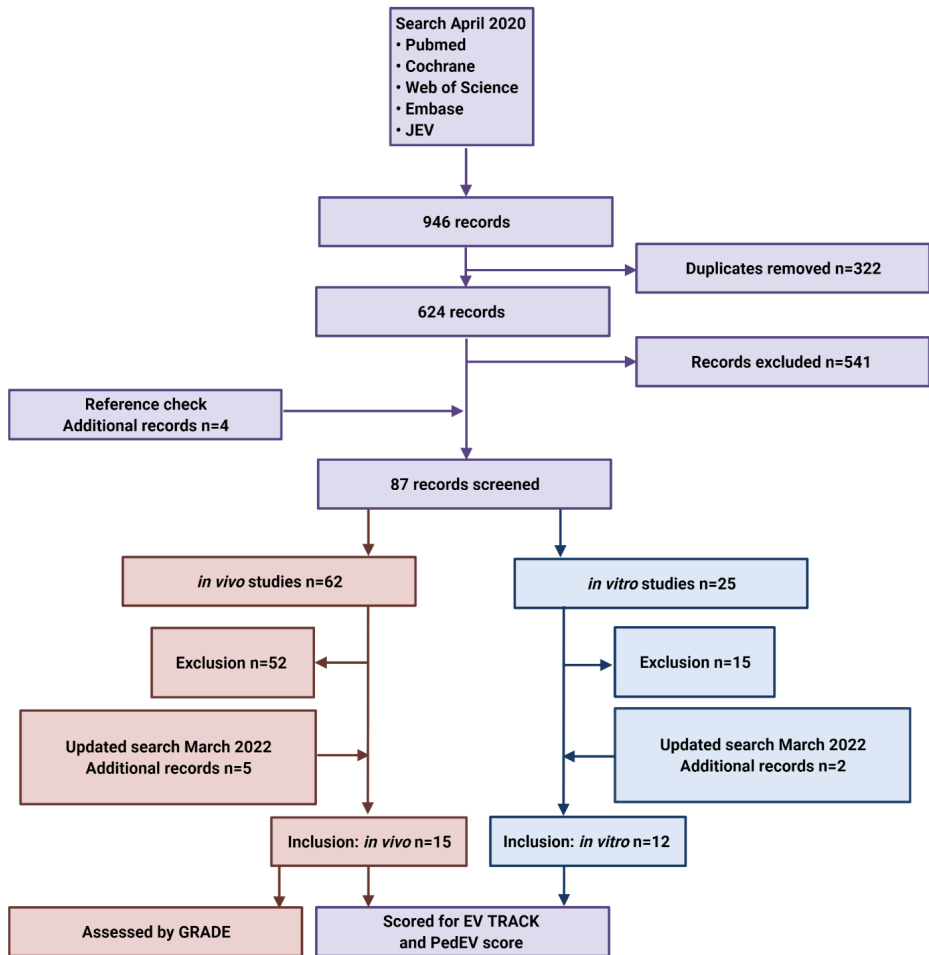 Search April 2020
• Pubmed
• Cochrane
• Web of Science
• Embase
• JEV
946 records
Duplicates removed n=322
624 records
Records excluded n=541
Reference check
Additional records n=4
87 records screened
in vivo studies n=62
in vitro studies n=25
Exclusion n=52
Exclusion n=15
Updated search March 2022
Additional records n=5
Updated search March 2022
Additional records n=2
Inclusion: in vivo n=15
Inclusion: in vitro n=12
Assessed by GRADE
Scored for EV TRACK
and PedEV score